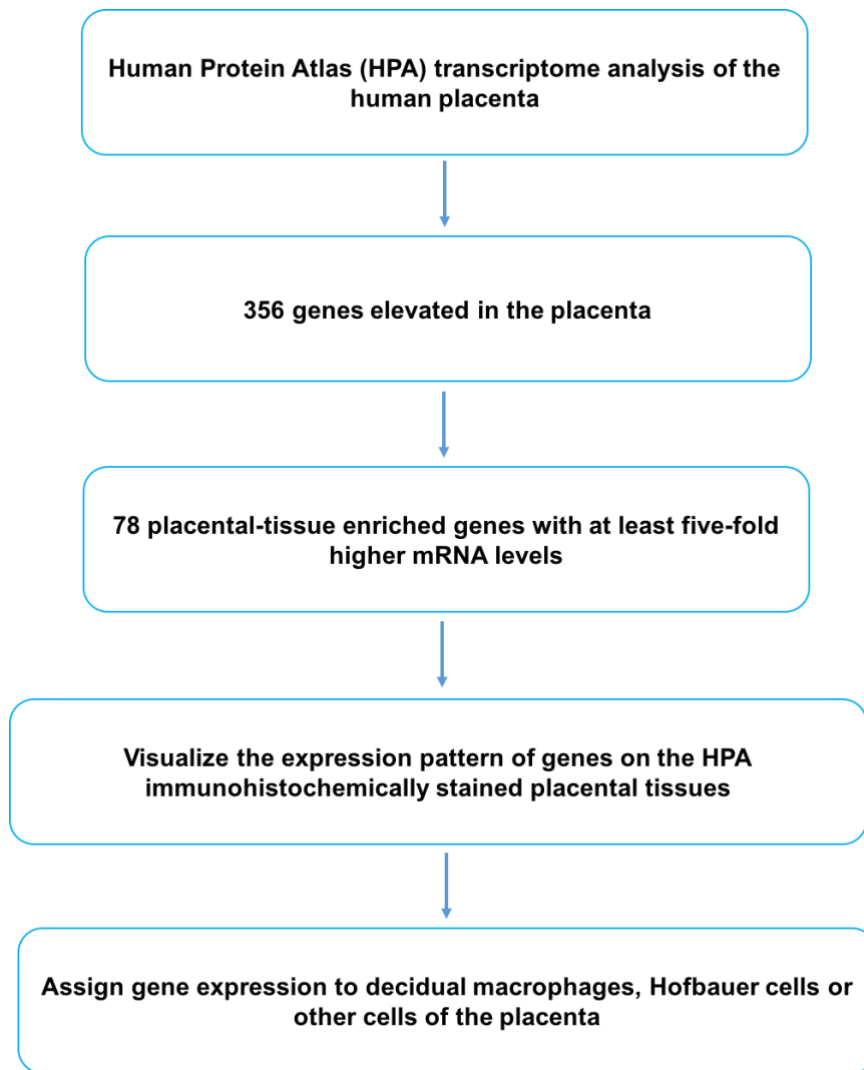 Human Protein Atlas (HPA) transcriptome analysis of the
human placenta
356 genes elevated in the placenta
78 placental-tissue enriched genes with at least five-fold
higher mRNA levels
Visualize the expression pattern of genes on the HPA
immunohistochemically stained placental tissues
Assign gene expression to decidual macrophages, Hofbauer cells or
other cells of the placenta